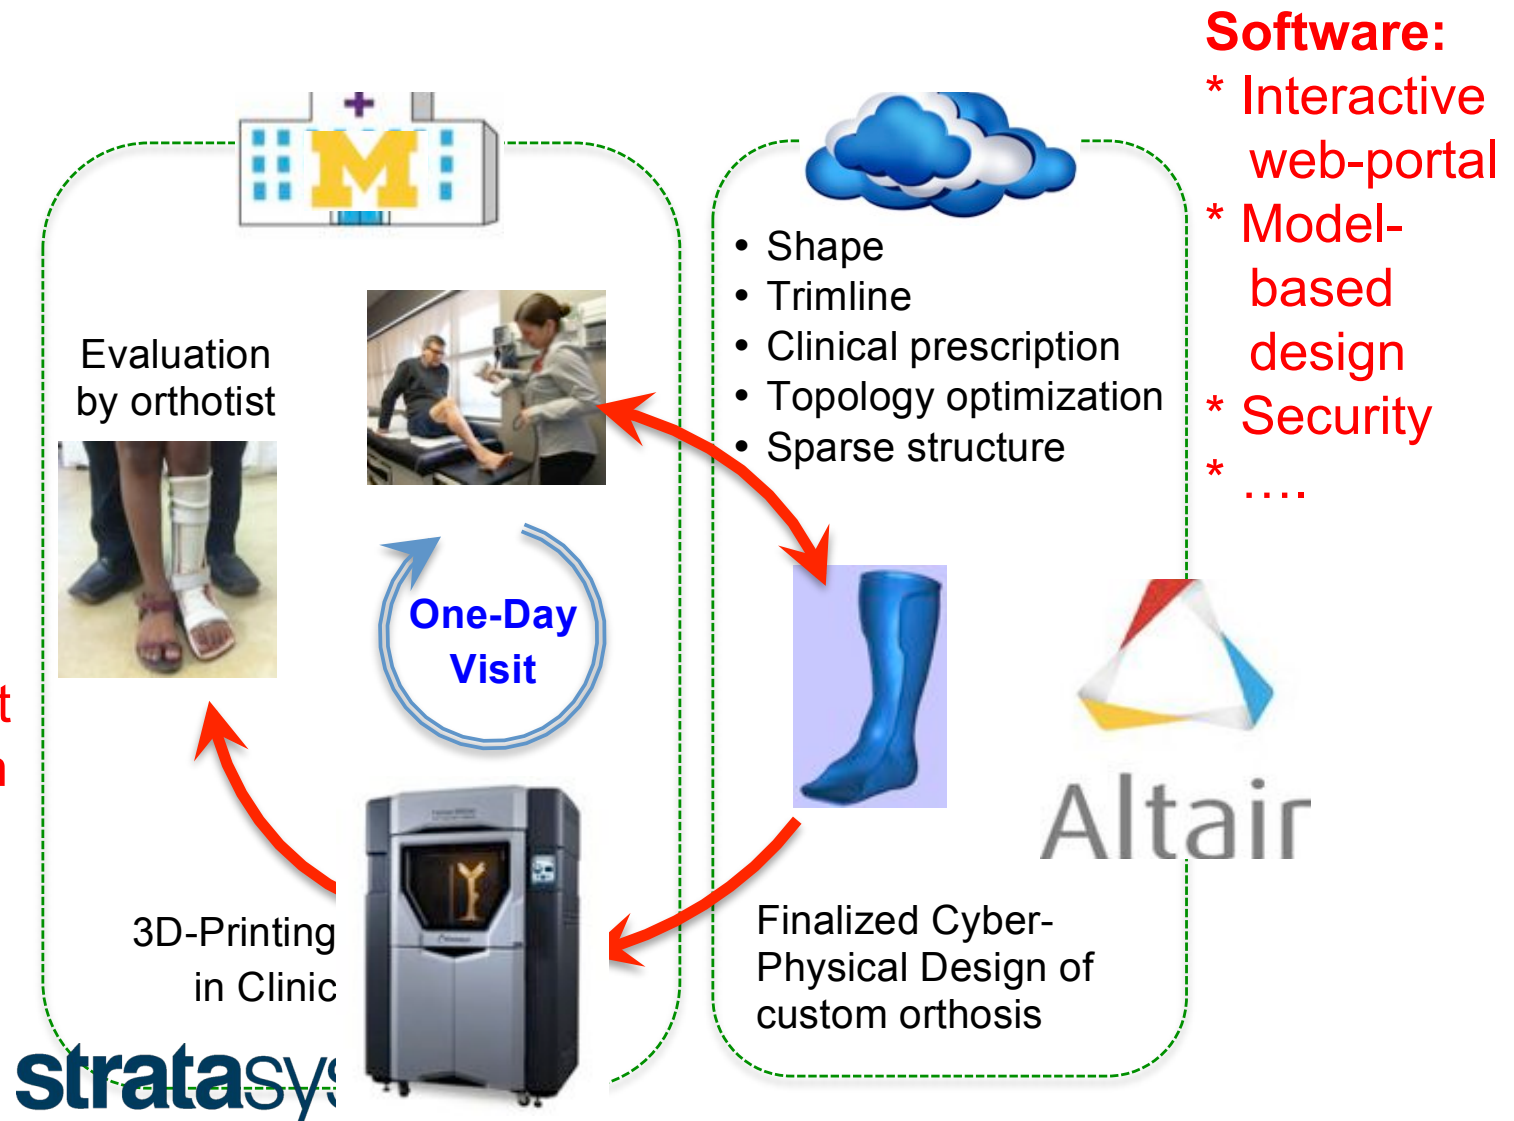 Software:
* Interactive
web-portal
* Model-
based
design
* Security
* ....
M
• Shape
• Trimline
• Clinical prescription
• Topology optimization
• Sparse structure
Evaluation
by orthotist
One-Day
Visit
t
Altair
3D-Printing
in Clinic
Finalized Cyber-
Physical Design of
custom orthosis
stratasys